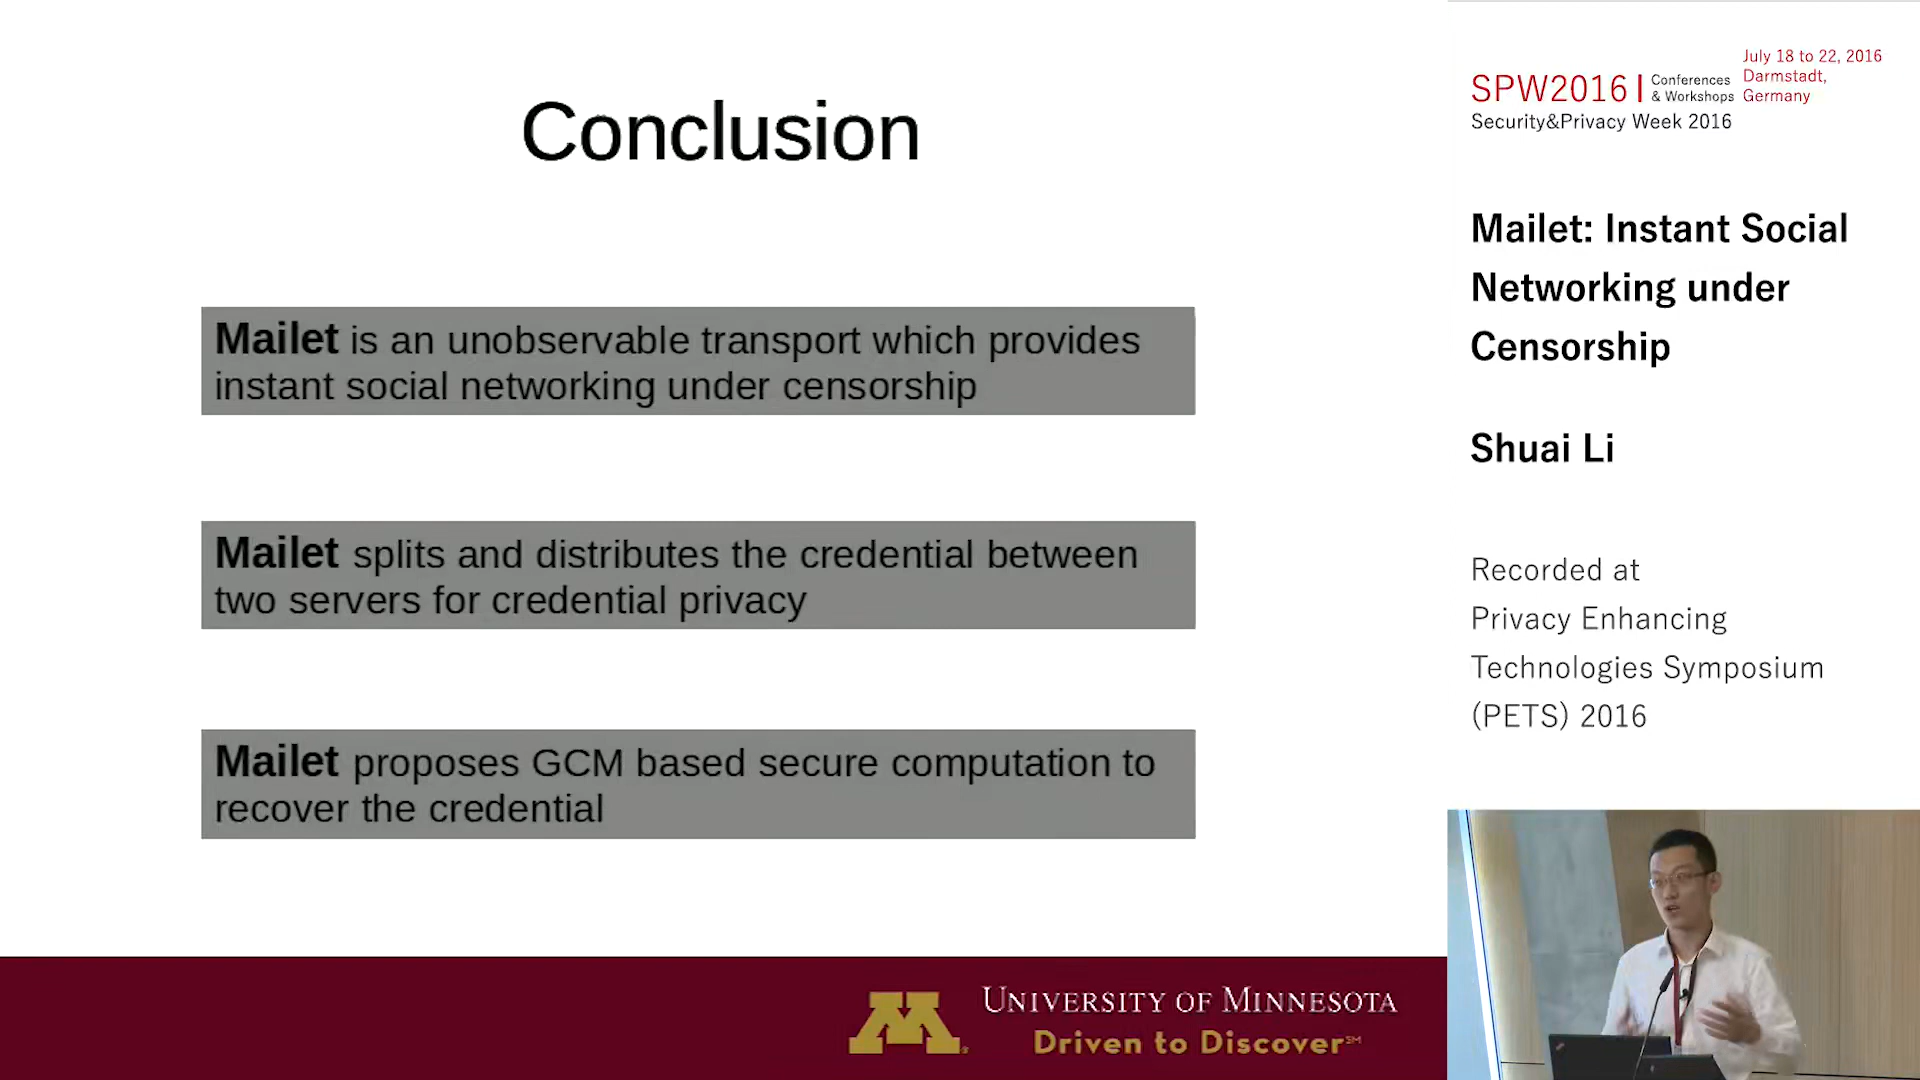 Conclusion
Mailet is an unobservable transport which provides
instant social networking under censorship
Mailet splits and distributes the credential between
two servers for credential privacy
Mailet proposes GCM based secure computation to
recover the credential
University of Minnesota
Driven to Discover℠
SPW2016 | Conferences & Workshops
Security&Privacy Week 2016
July 18 to 22, 2016
Darmstadt,
Germany
Mailet: Instant Social
Networking under
Censorship
Shuai Li
Recorded at
Privacy Enhancing
Technologies Symposium
(PETS) 2016